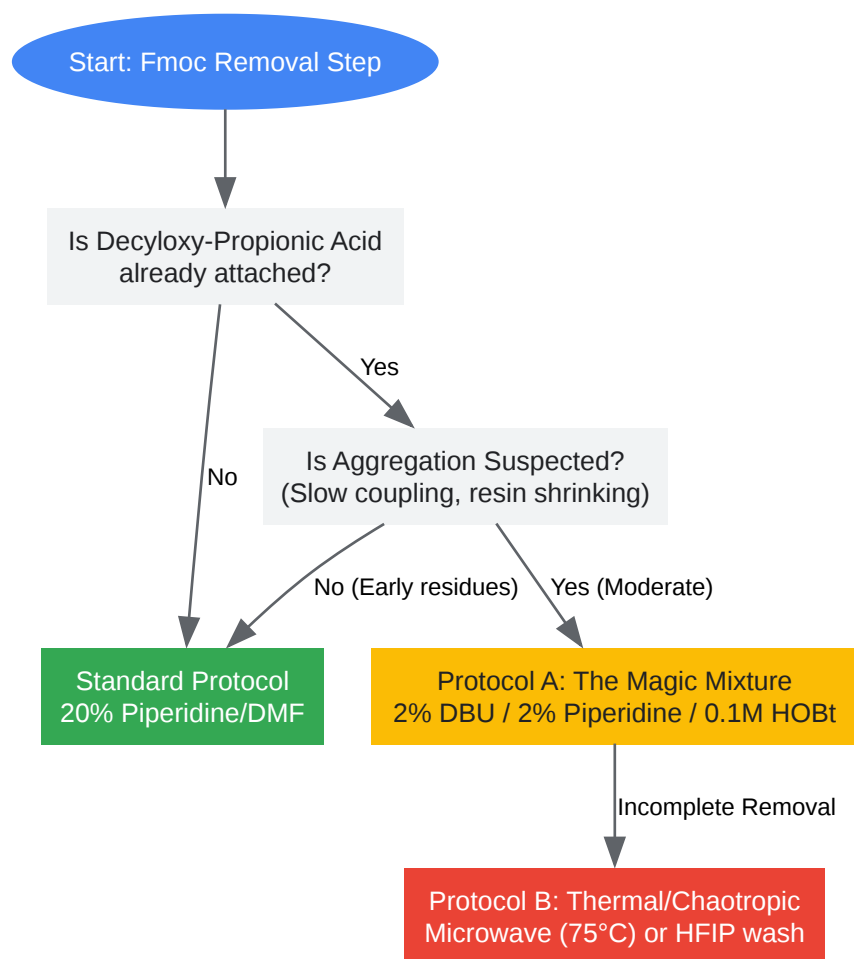 Start: Fmoc Removal Step
Is Decyloxy-Propionic Acid
already attached?
Yes
Is Aggregation Suspected?
(Slow coupling, resin shrinking)
No
No (Early residues)
Yes (Moderate)
Standard Protocol
20% Piperidine/DMF
Protocol A: The Magic Mixture
2% DBU / 2% Piperidine / 0.1M HOBt
Incomplete Removal
Protocol B: Thermal/Chaotropic
Microwave (75°C) or HFIP wash